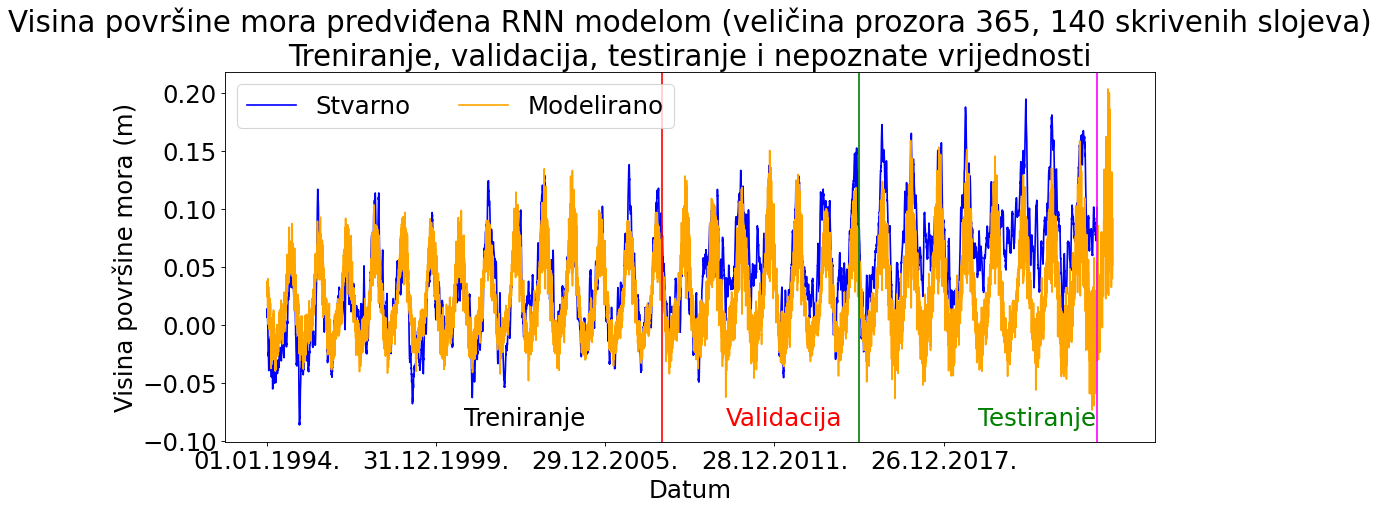 Visina površine mora predviđena RNN modelom (veličina prozora 365, 140 skrivenih slojeva)
Treniranje, validacija, testiranje i nepoznate vrijednosti
Stvarno Modelirano
Visina površine mora (m)
0.20
0.15
0.10
0.05
0.00
−0.05
−0.10
Treniranje Validacija Testiranje
01.01.1994. 31.12.1999. 29.12.2005. 28.12.2011. 26.12.2017.
Datum